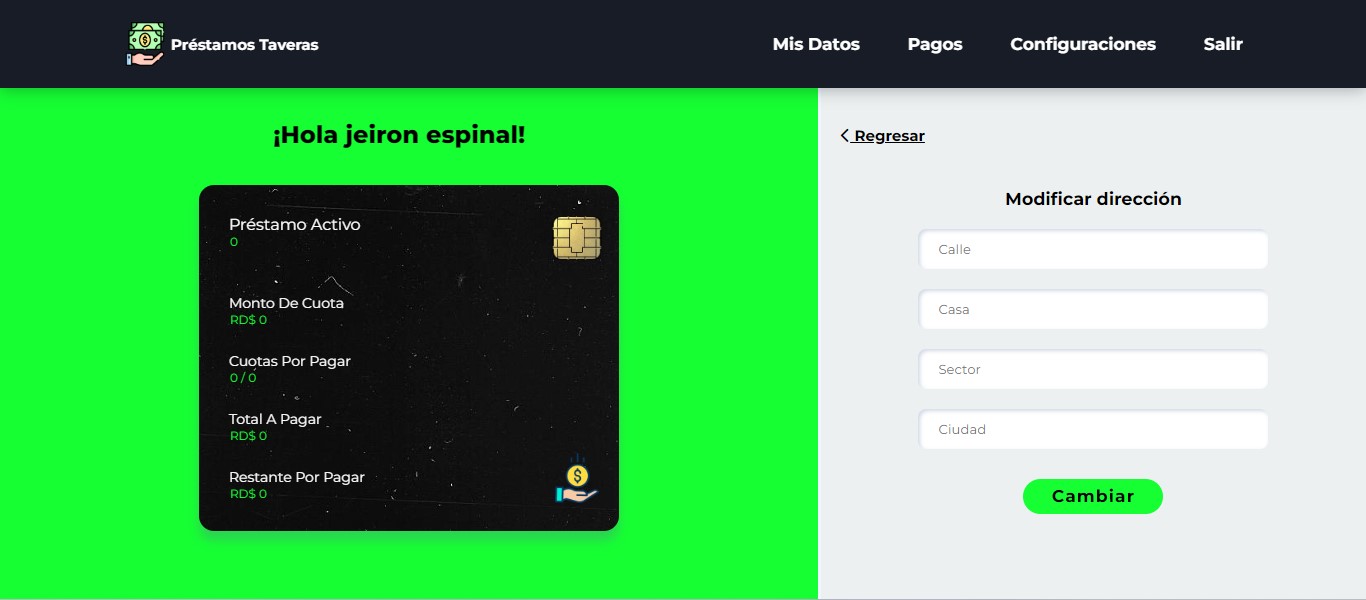 Préstamos Taveras
Mis Datos
Pagos
Configuraciones
Salir
¡Hola jeiron espinal!
Préstamo Activo
0
Monto De Cuota
RD$ 0
Cuotas Por Pagar
0 / 0
Total A Pagar
RD$ 0
Restante Por Pagar
RD$ 0
Regresar
Modificar dirección
Calle
Casa
Sector
Ciudad
Cambiar